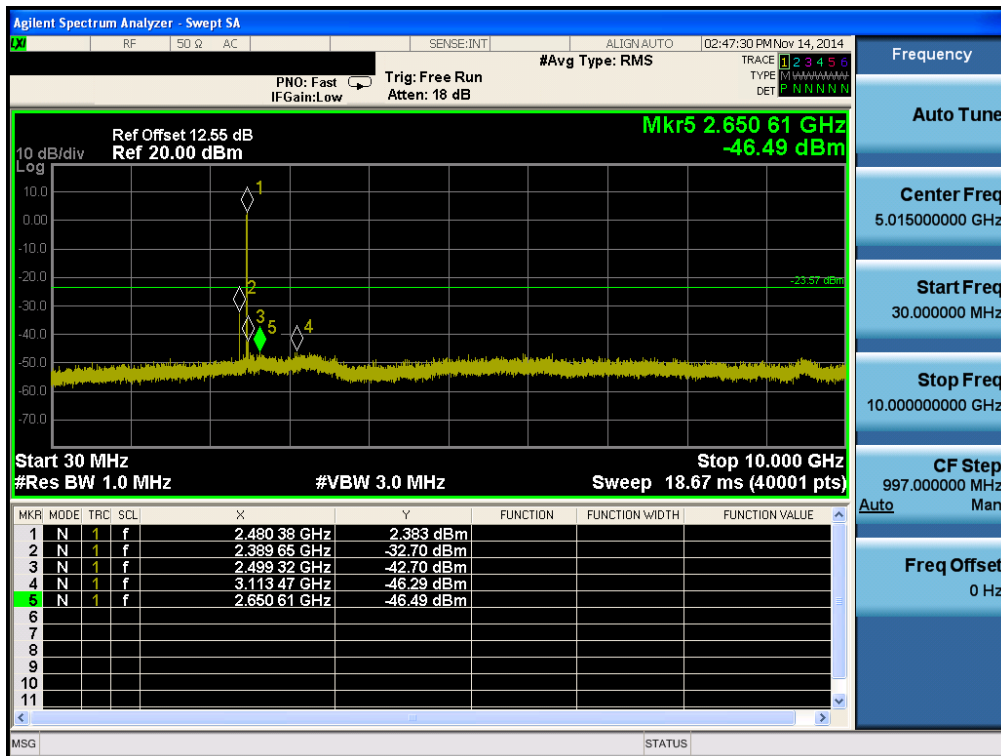 Agilent Spectrum Analyzer - Swept SA
LXI RF 50 Ω AC SENSE:INT ALIGN AUTO 02:47:30 PM Nov 14, 2014
#Avg Type: RMS
TRACE 1 2 3 4 5 6
PNO: Fast Trig: Free Run
TYPE M WWWWW
IFGain:Low Atten: 18 dB
DET P N N N N N
Mkr5 2.650 61 GHz
-46.49 dBm
Ref Offset 12.55 dB
10 dB/div Ref 20.00 dBm
Log
10.0
0.00
-10.0
-20.0
-30.0
-40.0
-50.0
-60.0
-70.0
1
2
3
5
4
-23.57 dBm
Start 30 MHz Stop 10.000 GHz
#Res BW 1.0 MHz #VBW 3.0 MHz Sweep 18.67 ms (40001 pts)
MKR MODE TRC SCL X Y FUNCTION FUNCTION WIDTH FUNCTION VALUE
1 N 1 f 2.480 38 GHz 2.383 dBm
2 N 1 f 2.389 65 GHz -32.70 dBm
3 N 1 f 2.499 32 GHz -42.70 dBm
4 N 1 f 3.113 47 GHz -46.29 dBm
5 N 1 f 2.650 61 GHz -46.49 dBm
6
7
8
9
10
11
MSG STATUS
Frequency
Auto Tune
Center Freq
5.015000000 GHz
Start Freq
30.000000 MHz
Stop Freq
10.000000000 GHz
CF Step
997.000000 MHz
Auto Man
Freq Offset
0 Hz